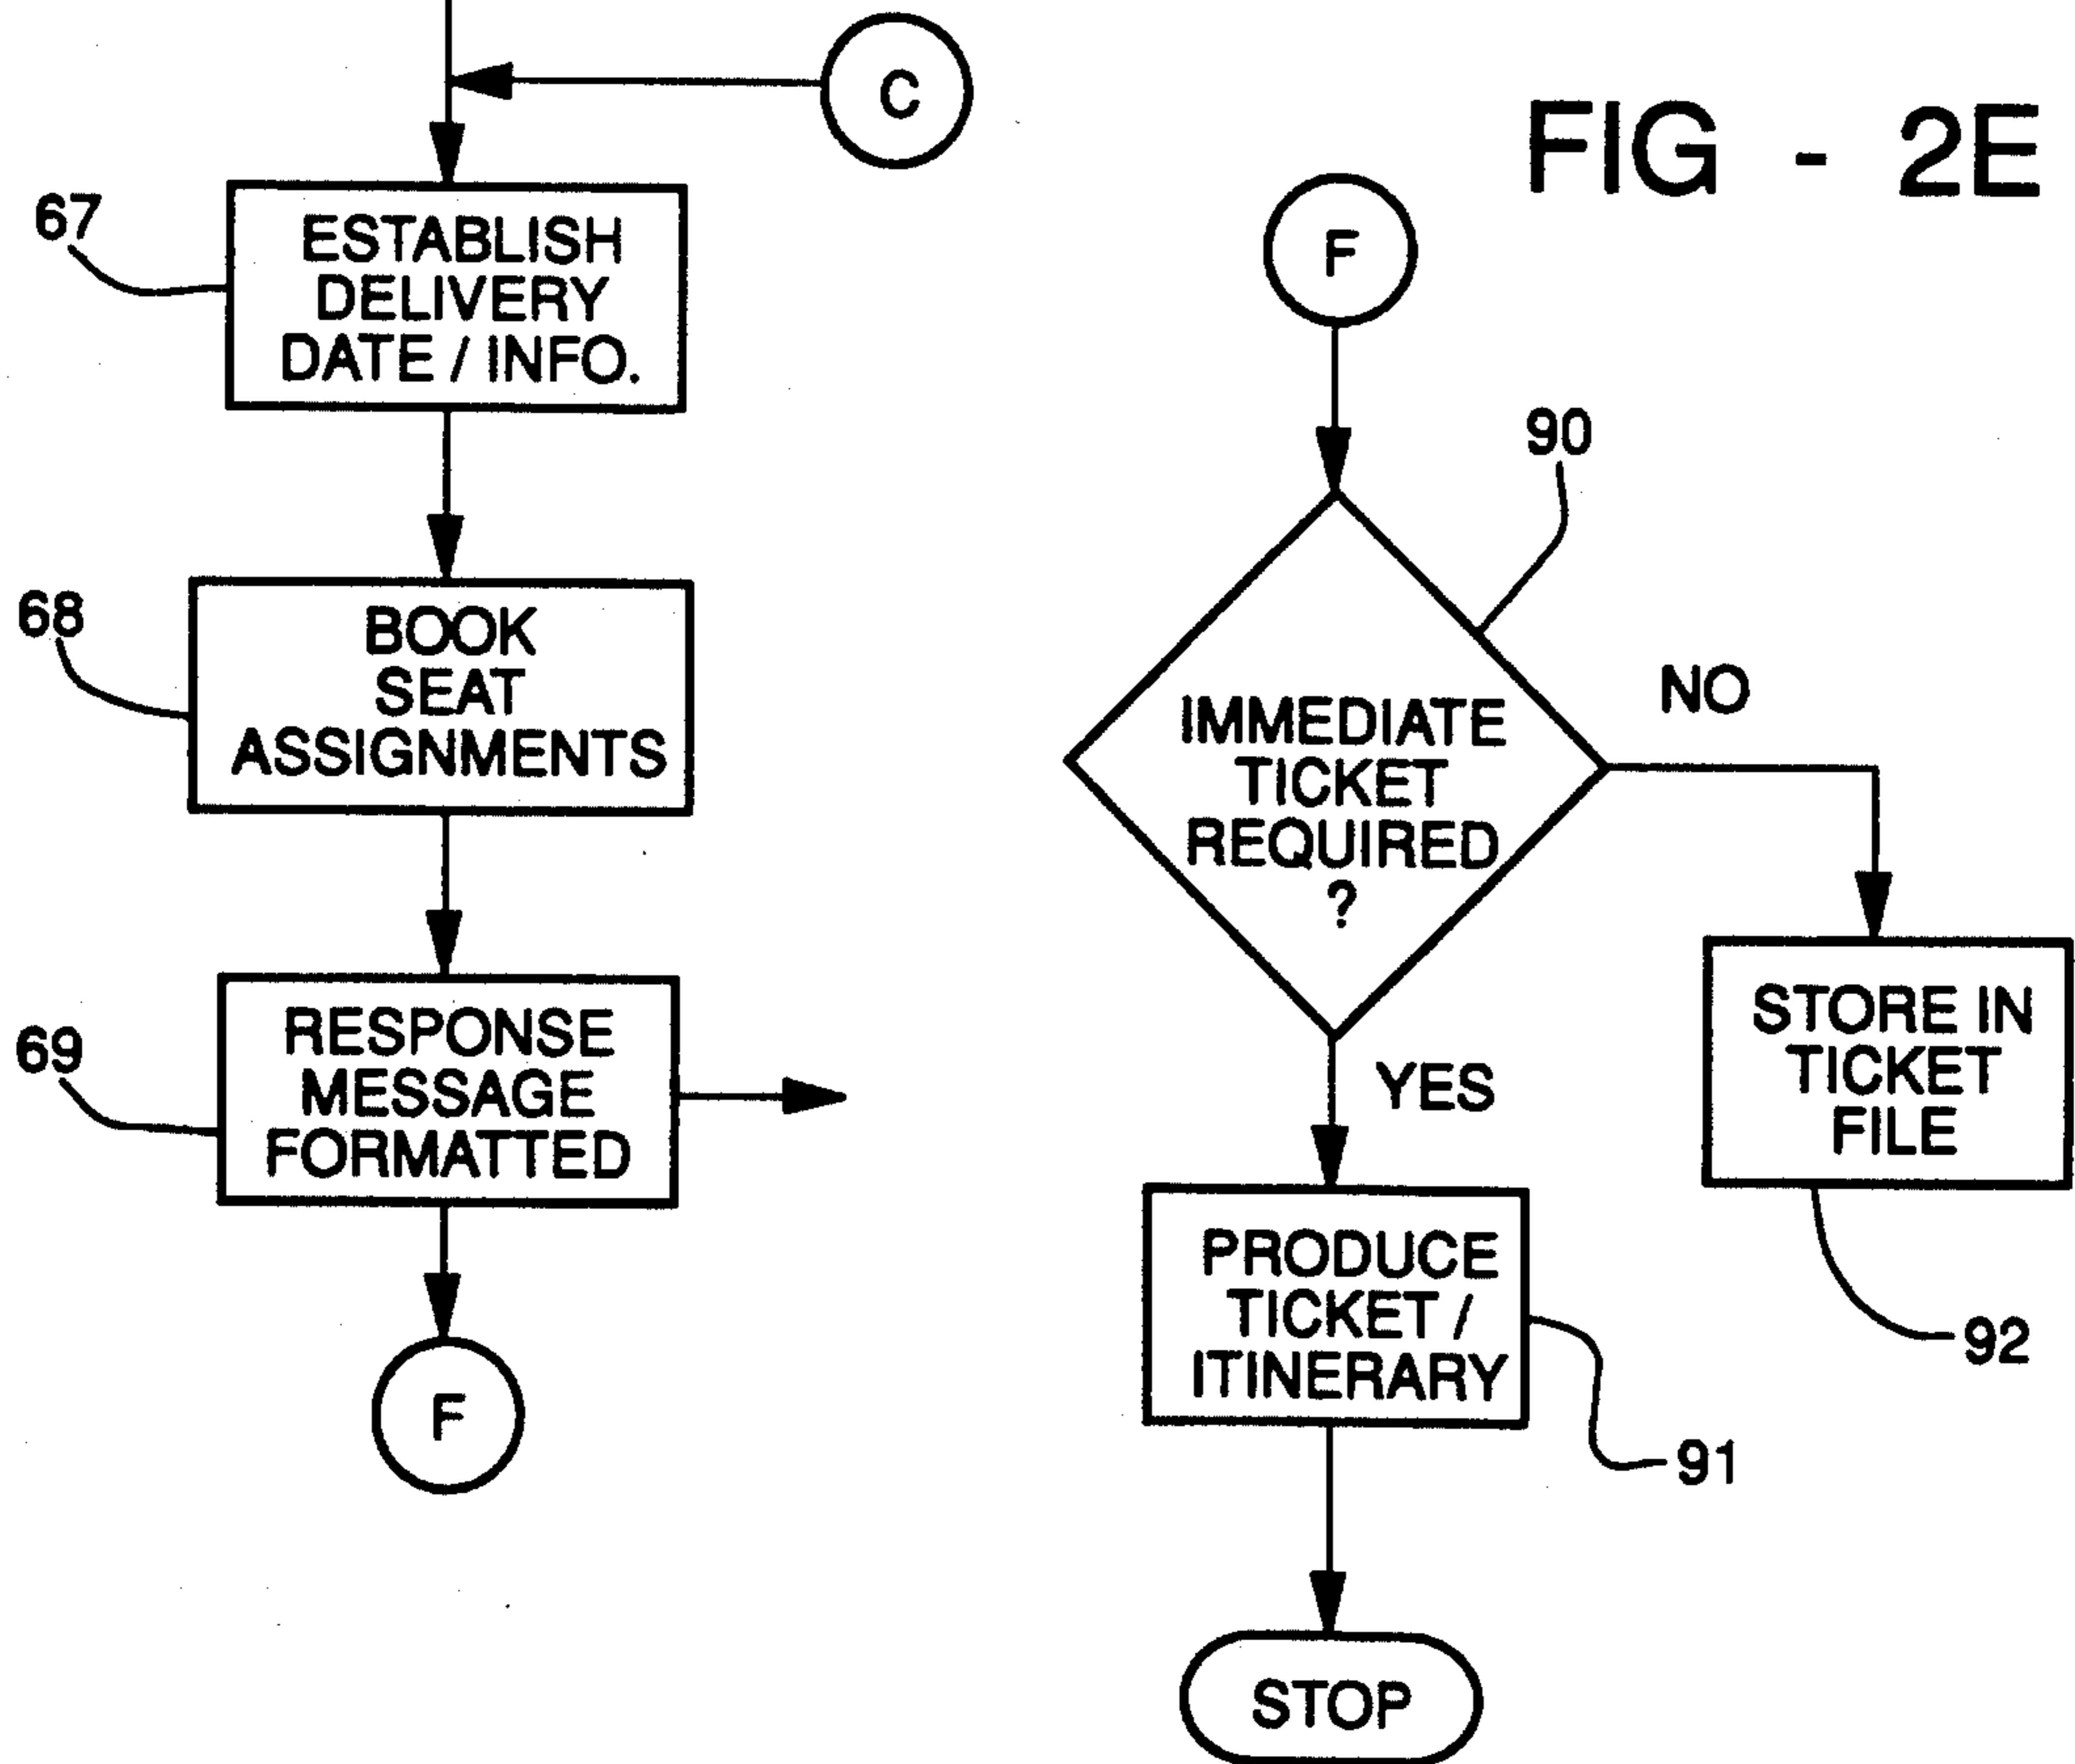 C
FIG - 2E
67
ESTABLISH
DELIVERY
DATE / INFO.
68
BOOK
SEAT
ASSIGNMENTS
69
RESPONSE
MESSAGE
FORMATTED
F
F
90
IMMEDIATE
TICKET
REQUIRED
?
NO
YES
STORE IN
TICKET
FILE
92
PRODUCE
TICKET /
ITINERARY
91
STOP